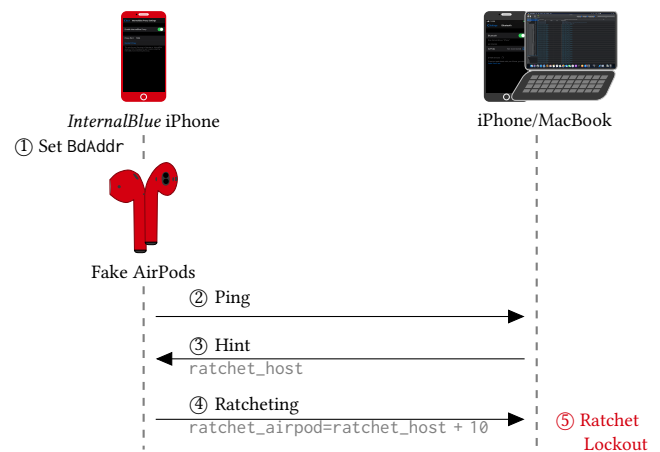 InternalBlue iPhone
iPhone/MacBook
① Set BdAddr
Fake AirPods
② Ping
③ Hint
ratchet_host
④ Ratcheting
ratchet_airpod=ratchet_host + 10
⑤ Ratchet
Lockout